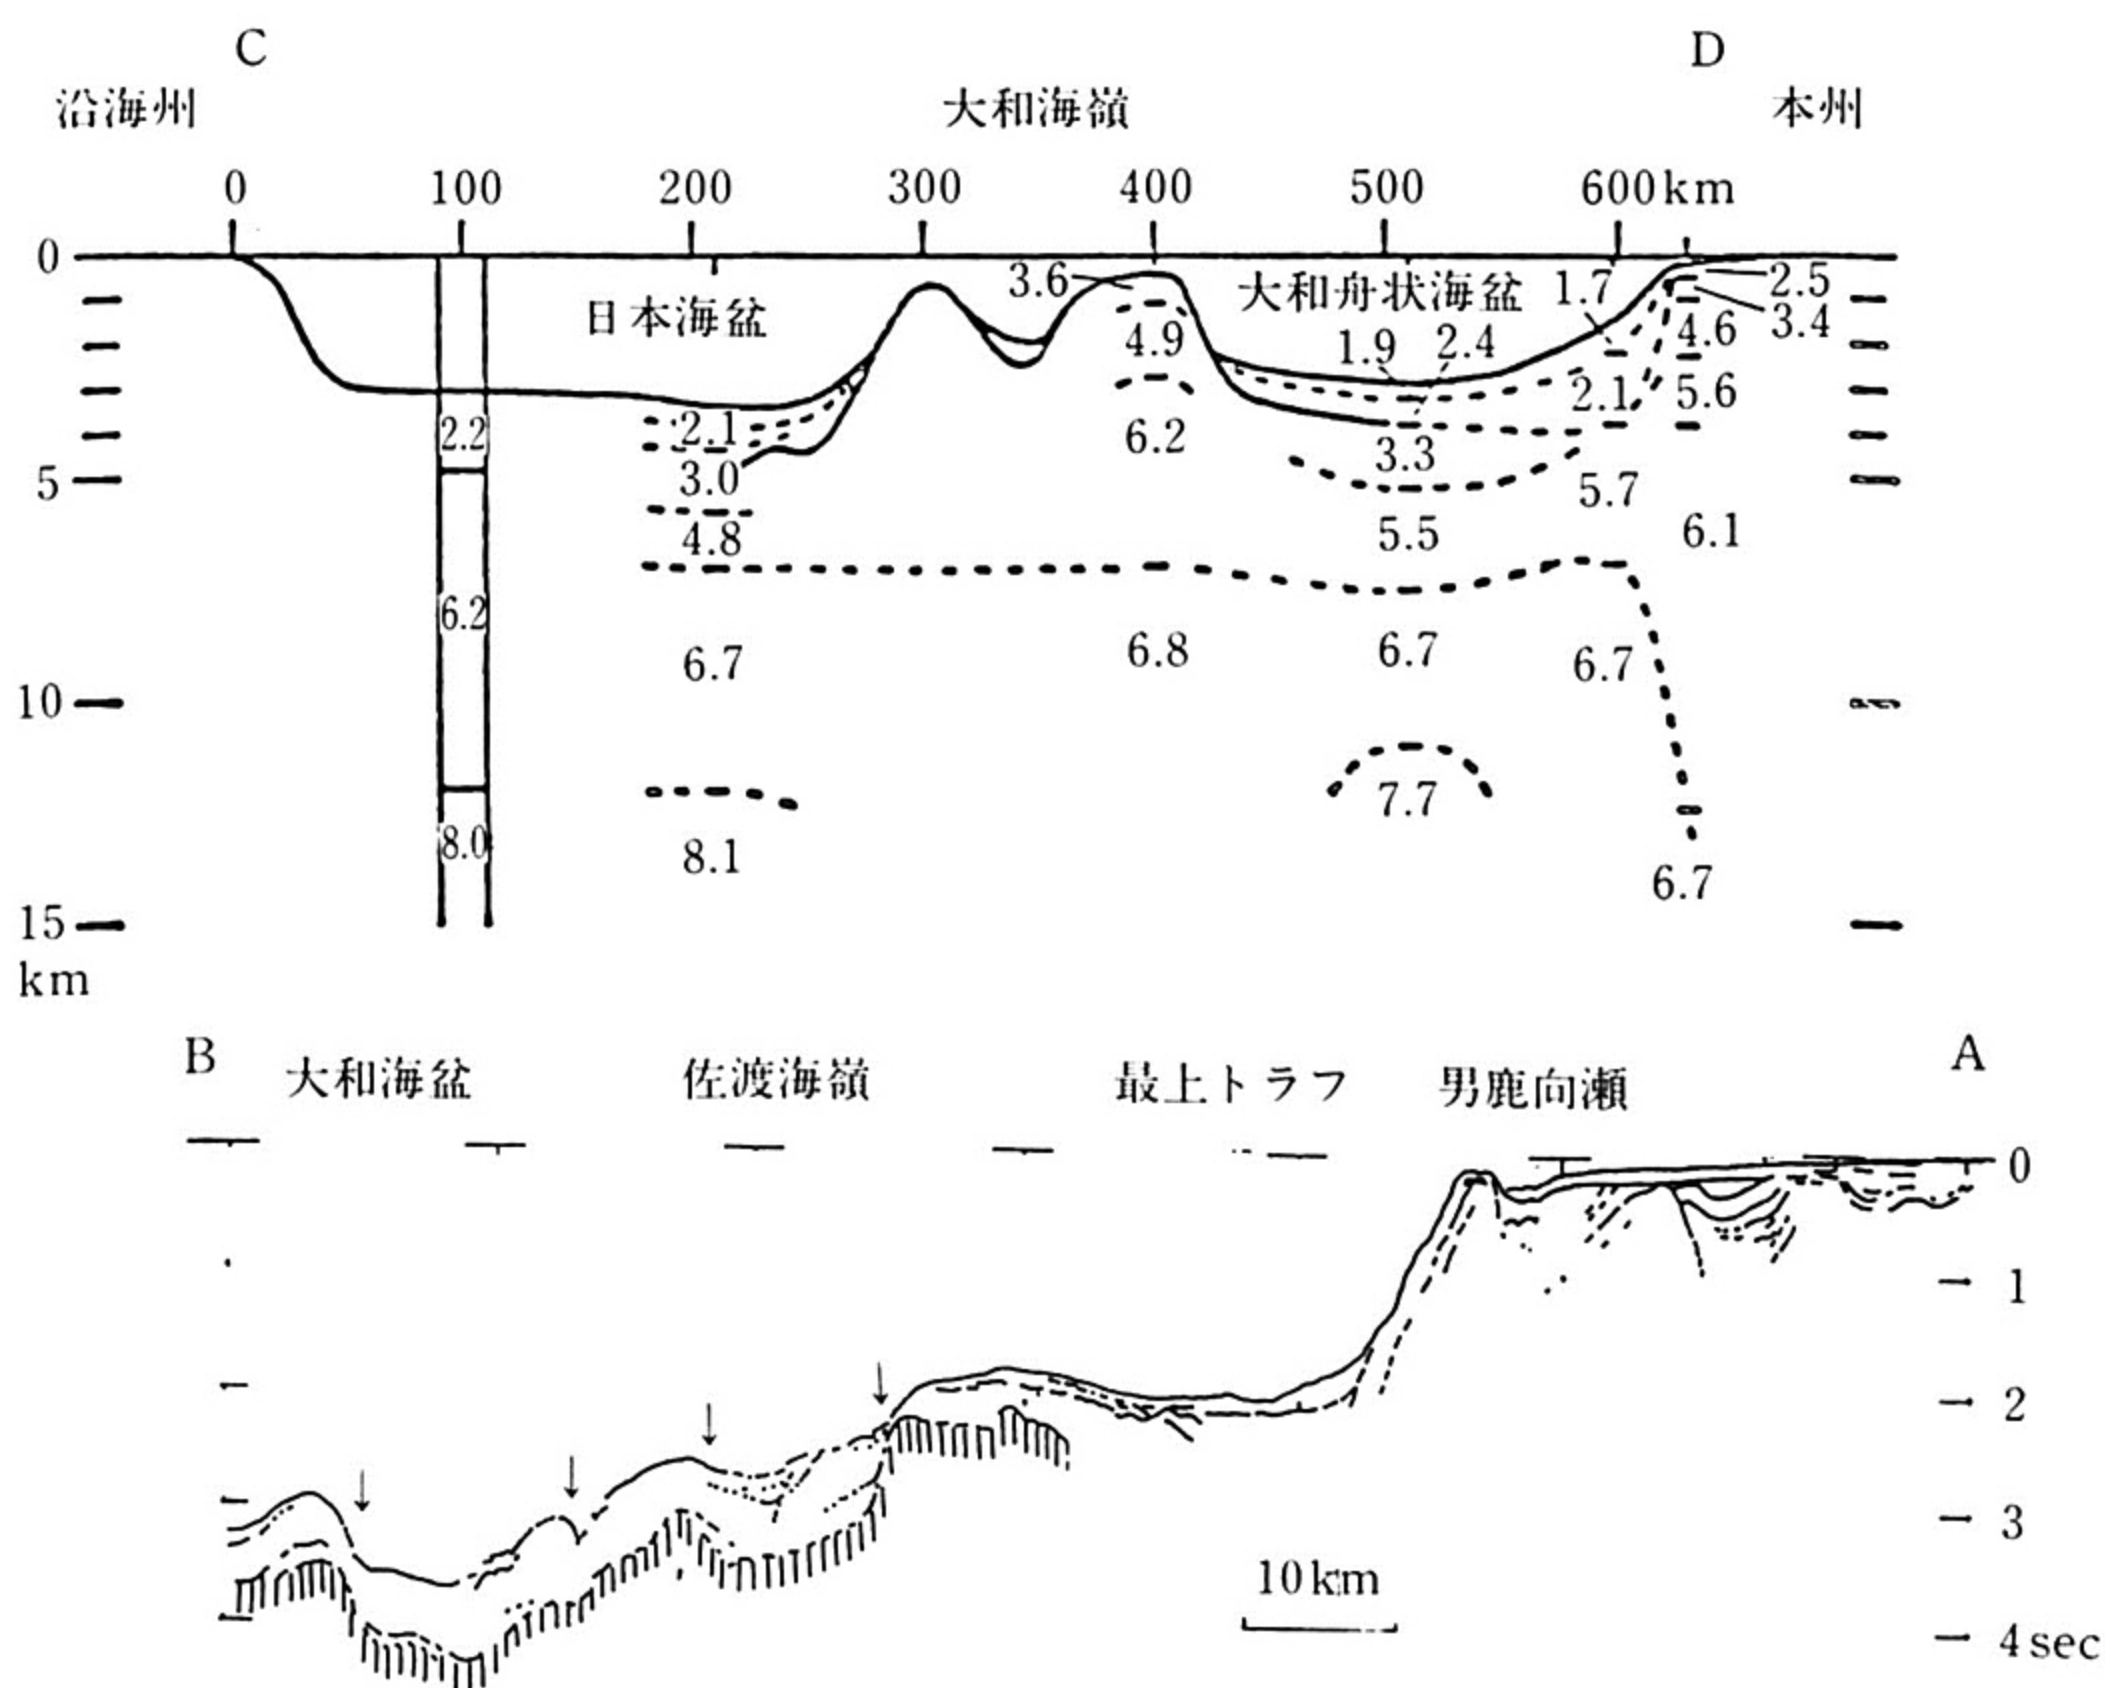 C D
沿海州 大和海嶺 本州
0 100 200 300 400 500 600km
0
3.6 大和舟状海盆 1.7 2.5
日本海盆 4.9 1.9 2.4 4.6 3.4
2.2 2.1 6.2 2.1 5.6
5 3.0 3.3 5.7
4.8 5.5 6.1
6.2
6.7 6.8 6.7 6.7
10
7.7
8.0 8.1 6.7
15
km
B A
大和海盆 佐渡海嶺 最上トラフ 男鹿向瀬
0
1
2
3
10km
4sec